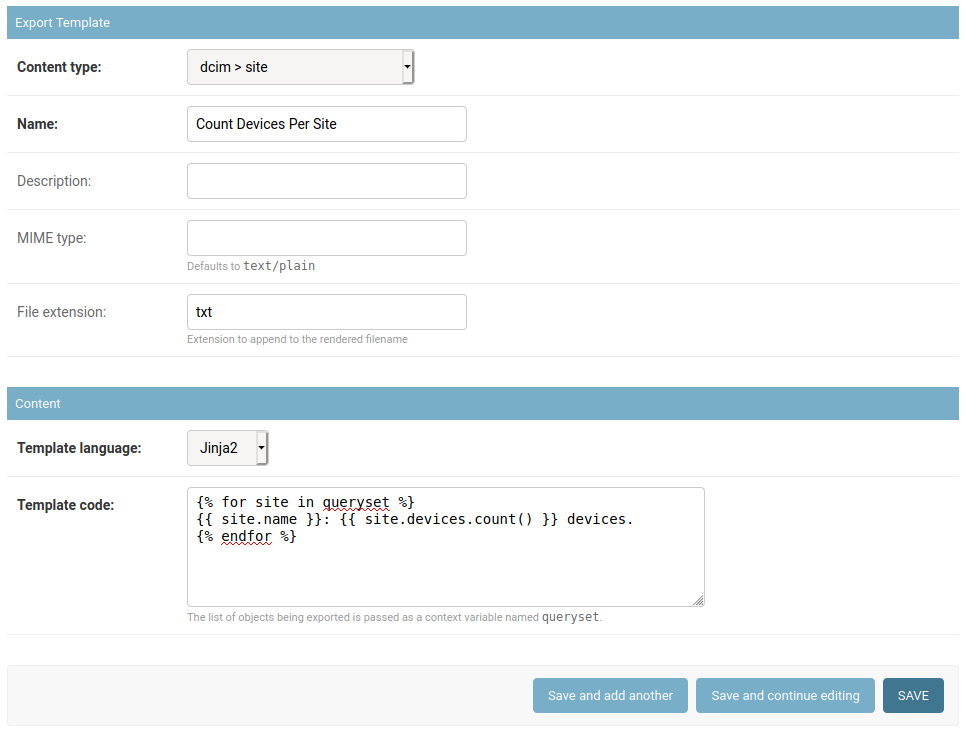 Export Template
Content type: dcim > site
Name: Count Devices Per Site
Description:
MIME type:
Defaults to text/plain
File extension: txt
Extension to append to the rendered filename
Content
Template language: Jinja2
Template code: {% for site in queryset %}
{{ site.name }}: {{ site.devices.count() }} devices.
{% endfor %}
The list of objects being exported is passed as a context variable named queryset.
Save and add another Save and continue editing SAVE